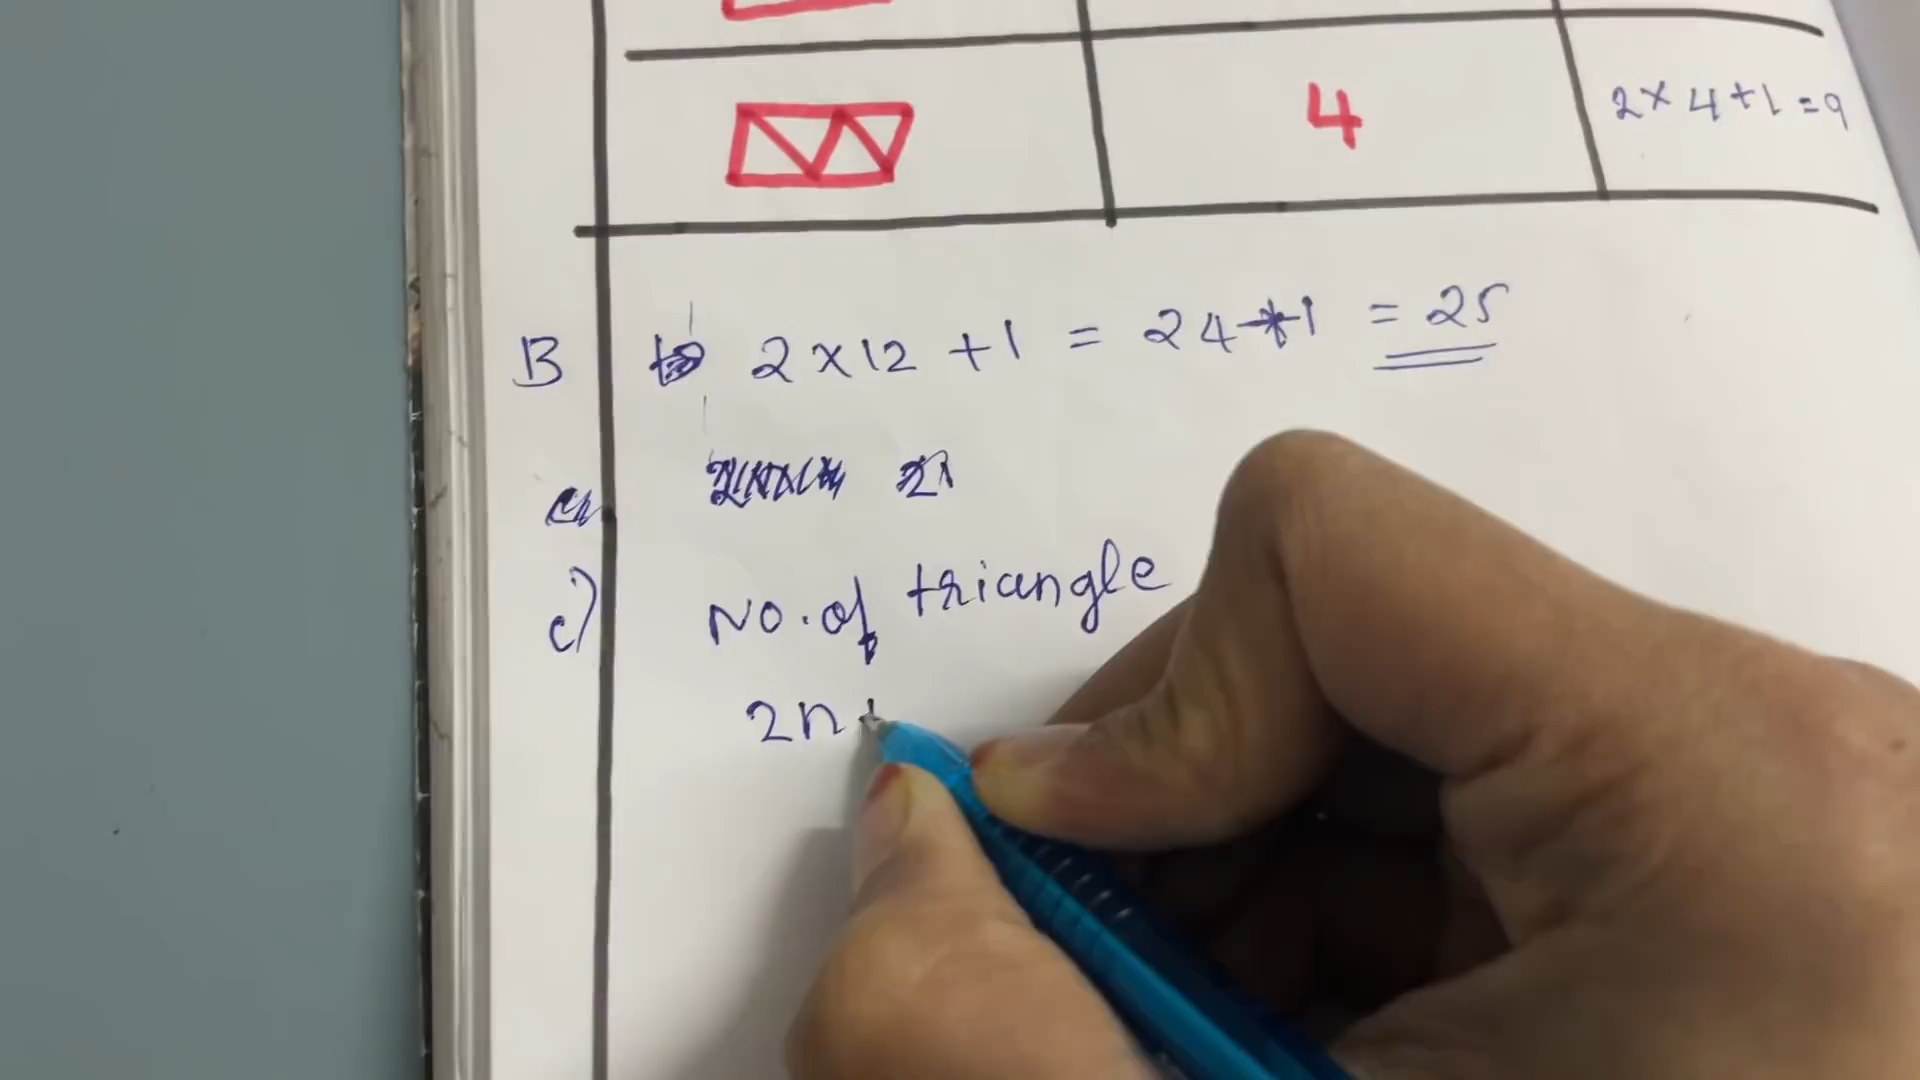 4
2 × 4 + 1 = 9
B 2 × 12 + 1 = 24 + 1 = 25
c) No. of triangle
2n +